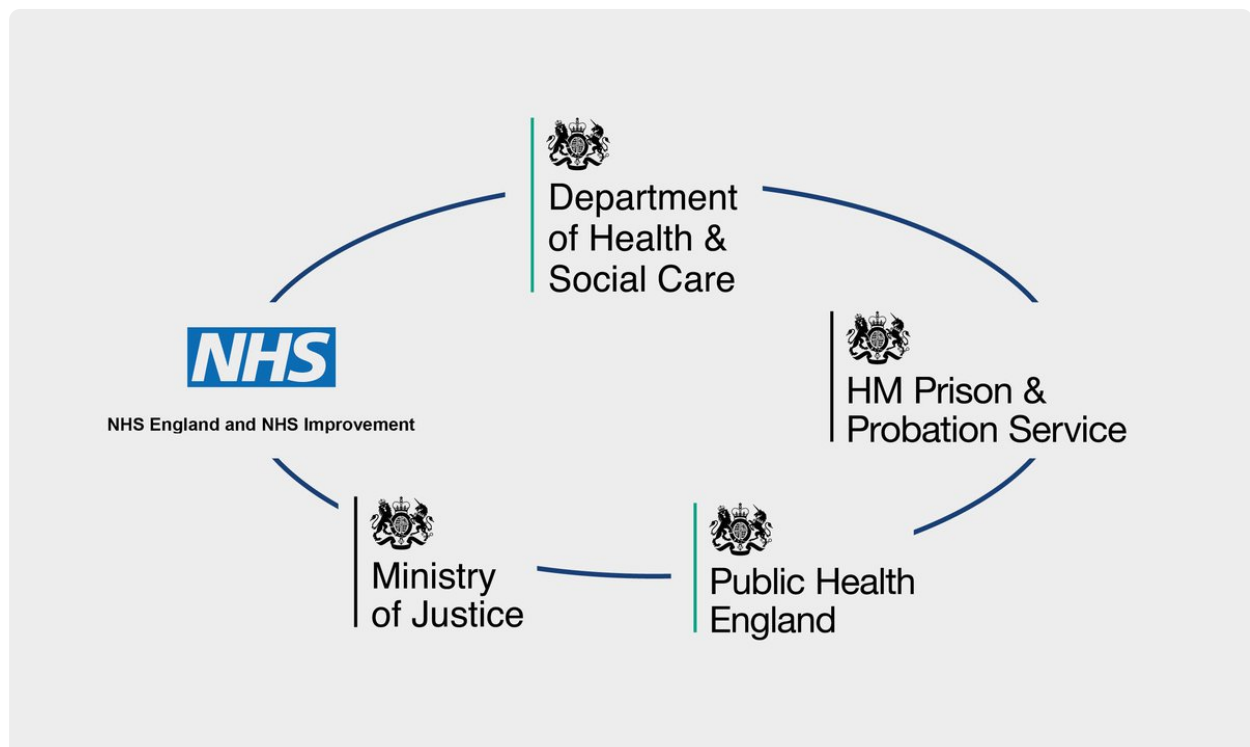 Department
of Health &
Social Care
NHS
NHS England and NHS Improvement
HM Prison &
Probation Service
Ministry
of Justice
Public Health
England